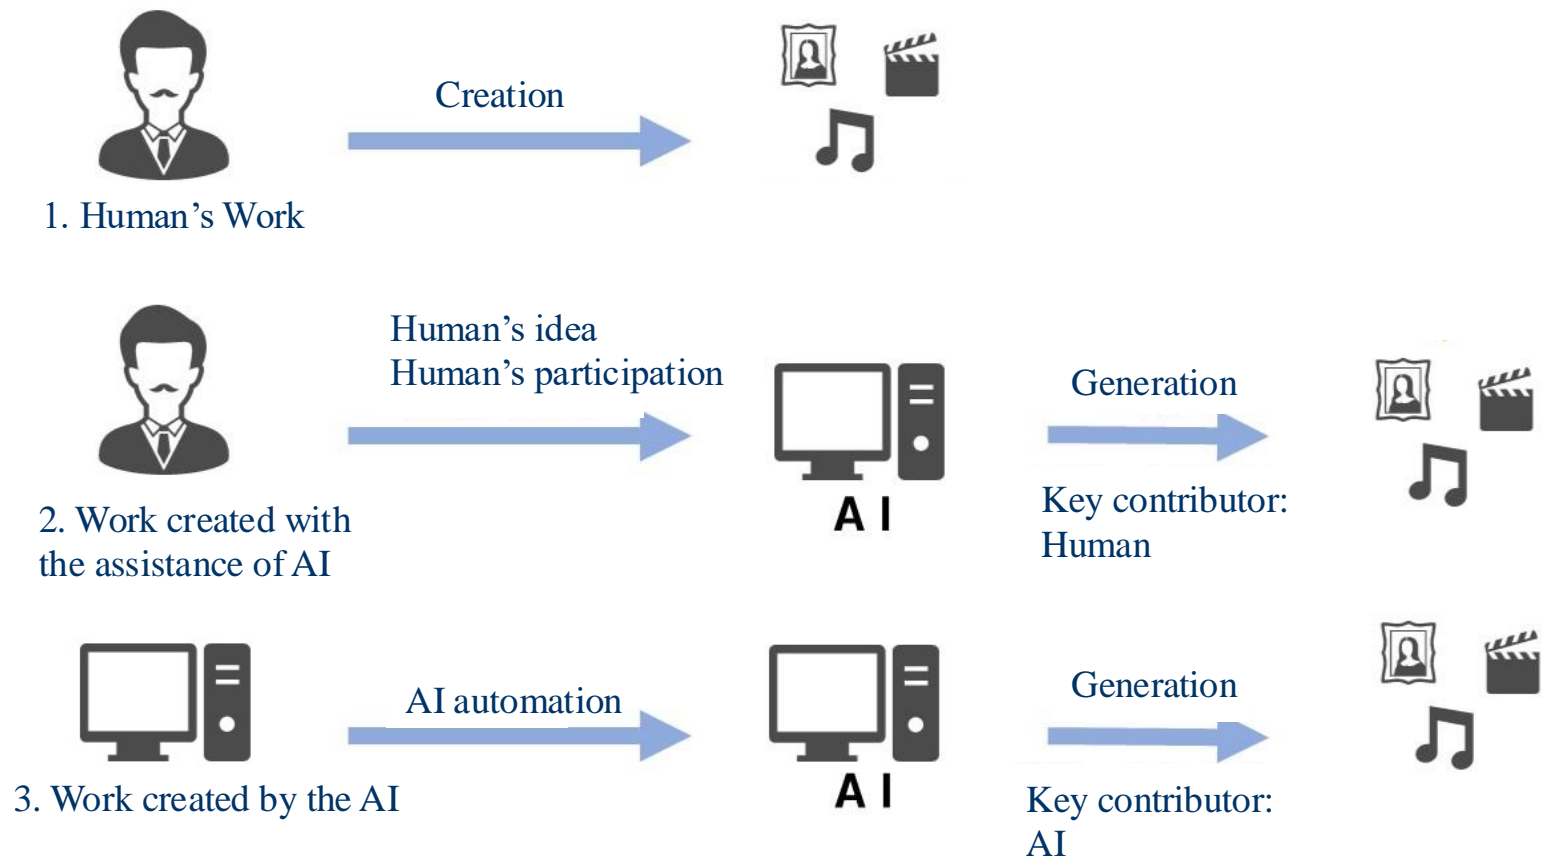 Creation
1. Human’s Work
Human’s idea
Human’s participation
Generation
A I
Key contributor:
Human
2. Work created with
the assistance of AI
AI automation
Generation
A I
3. Work created by the AI
Key contributor:
AI